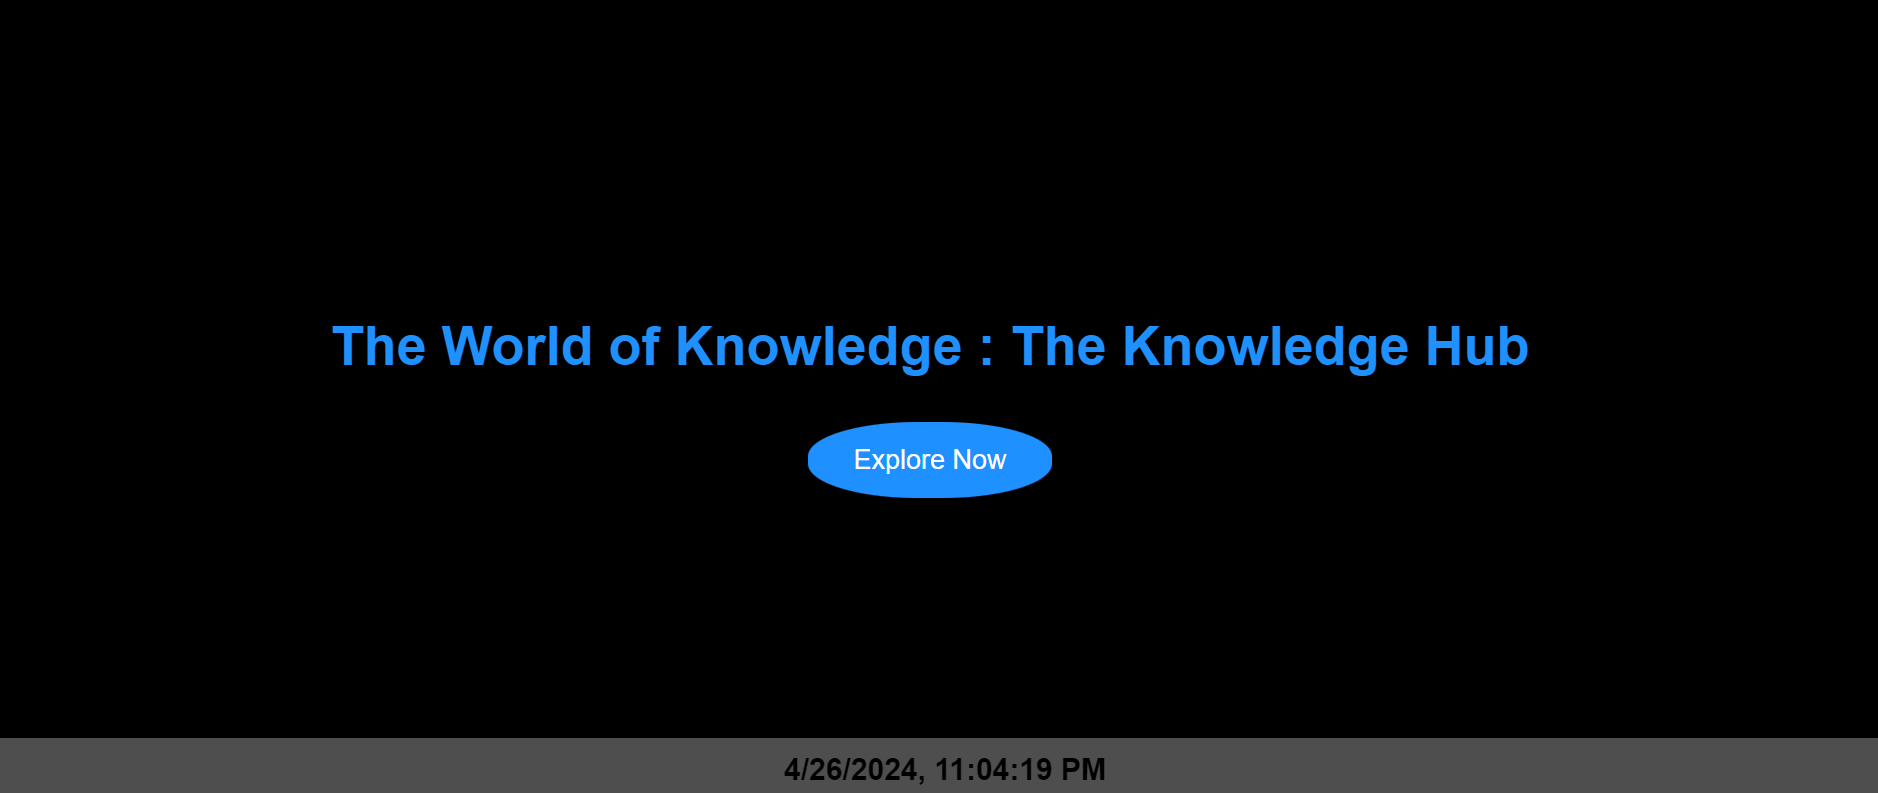 The World of Knowledge : The Knowledge Hub
Explore Now
4/26/2024, 11:04:19 PM